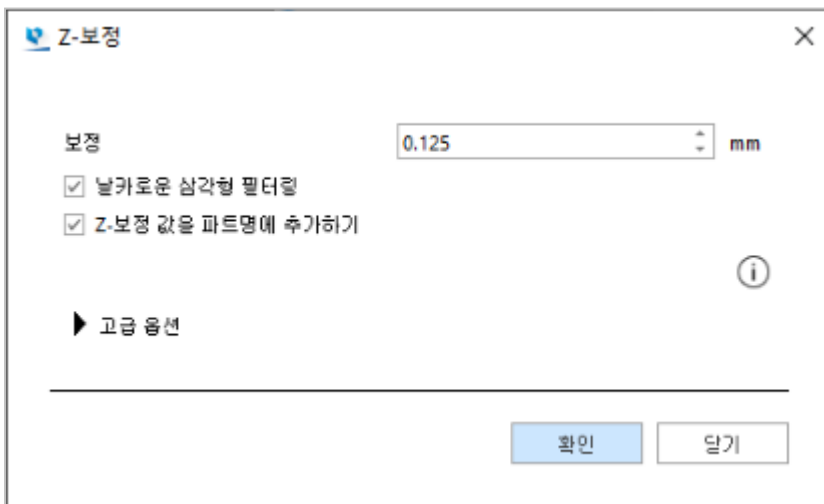 Z-보정
보정 0.125 mm
날카로운 삼각형 필터링
Z-보정 값을 파트명에 추가하기
고급 옵션
확인 닫기